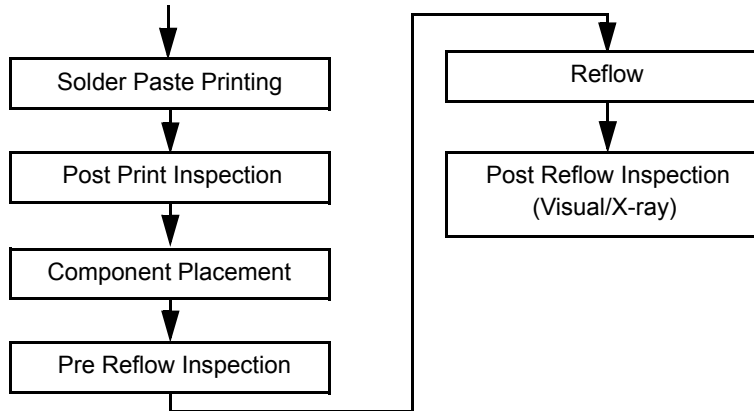 Solder Paste Printing
Post Print Inspection
Component Placement
Pre Reflow Inspection
Reflow
Post Reflow Inspection
(Visual/X-ray)